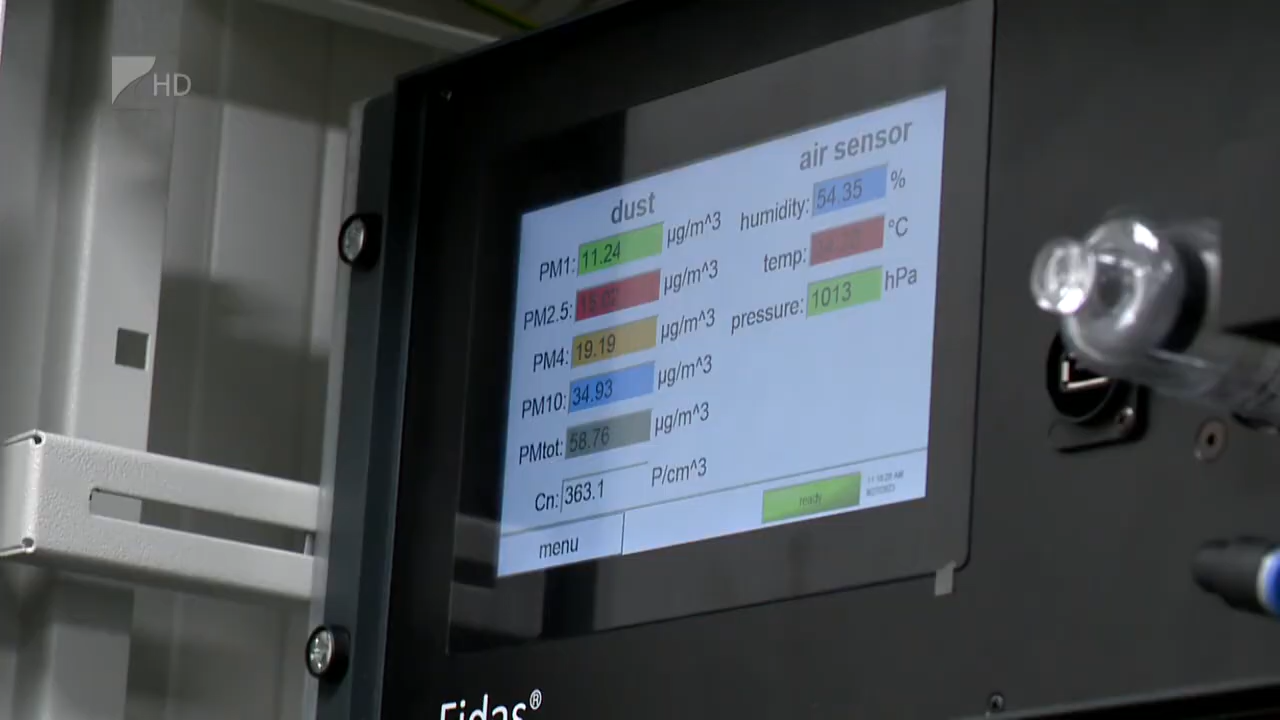 HD
dust
PM1: 11.24 µg/m^3
PM2.5: µg/m^3
PM4: 19.19 µg/m^3
PM10: 34.93 µg/m^3
PMtot: 58.76 µg/m^3
Cn: 363.1 P/cm^3
air sensor
humidity: 54.35 %
temp: °C
pressure: 1013 hPa
menu
ready
Fidas®